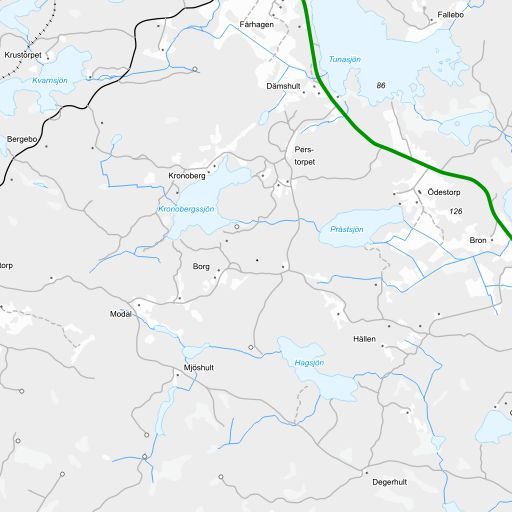 Fallebo
Fårhagen
Krustorpet
Tunasjön
Kvarnsjön
Dämshult
86
Bergebo
Pers-
torpet
Kronoberg
Ödestorp
Kronobergssjön
126
Prästsjön
Bron
torp
Borg
Modal
Hällen
Mjöshult
Hagsjön
Degerhult